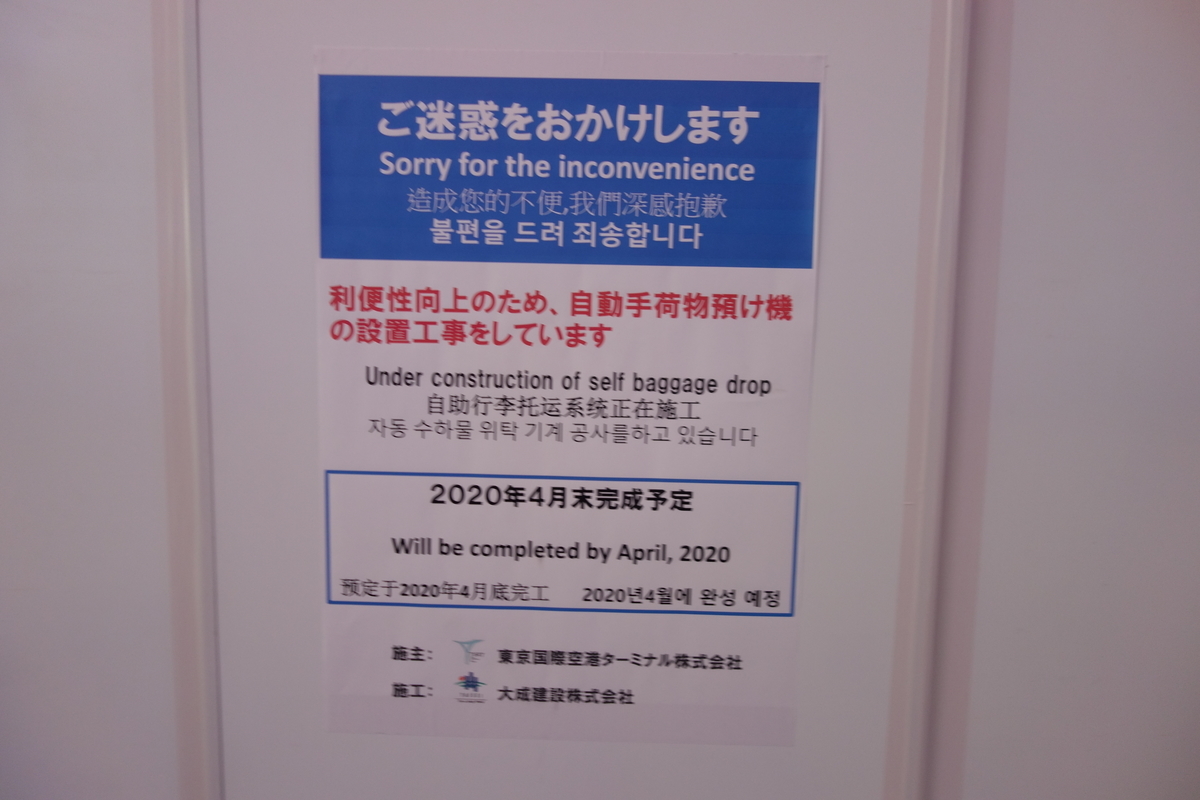 ご迷惑をおかけします
Sorry for the inconvenience
造成您的不便,我們深感抱歉
불편을 드려 죄송합니다
利便性向上のため、自動手荷物預け機
の設置工事をしています
Under construction of self baggage drop
自助行李托运系统正在施工
자동 수하물 위탁 기계 공사를하고 있습니다
2020年4月末完成予定
Will be completed by April, 2020
预定于2020年4月底完工 2020년4월에 완성 예정
施主： 東京国際空港ターミナル株式会社
施工： 大成建設株式会社